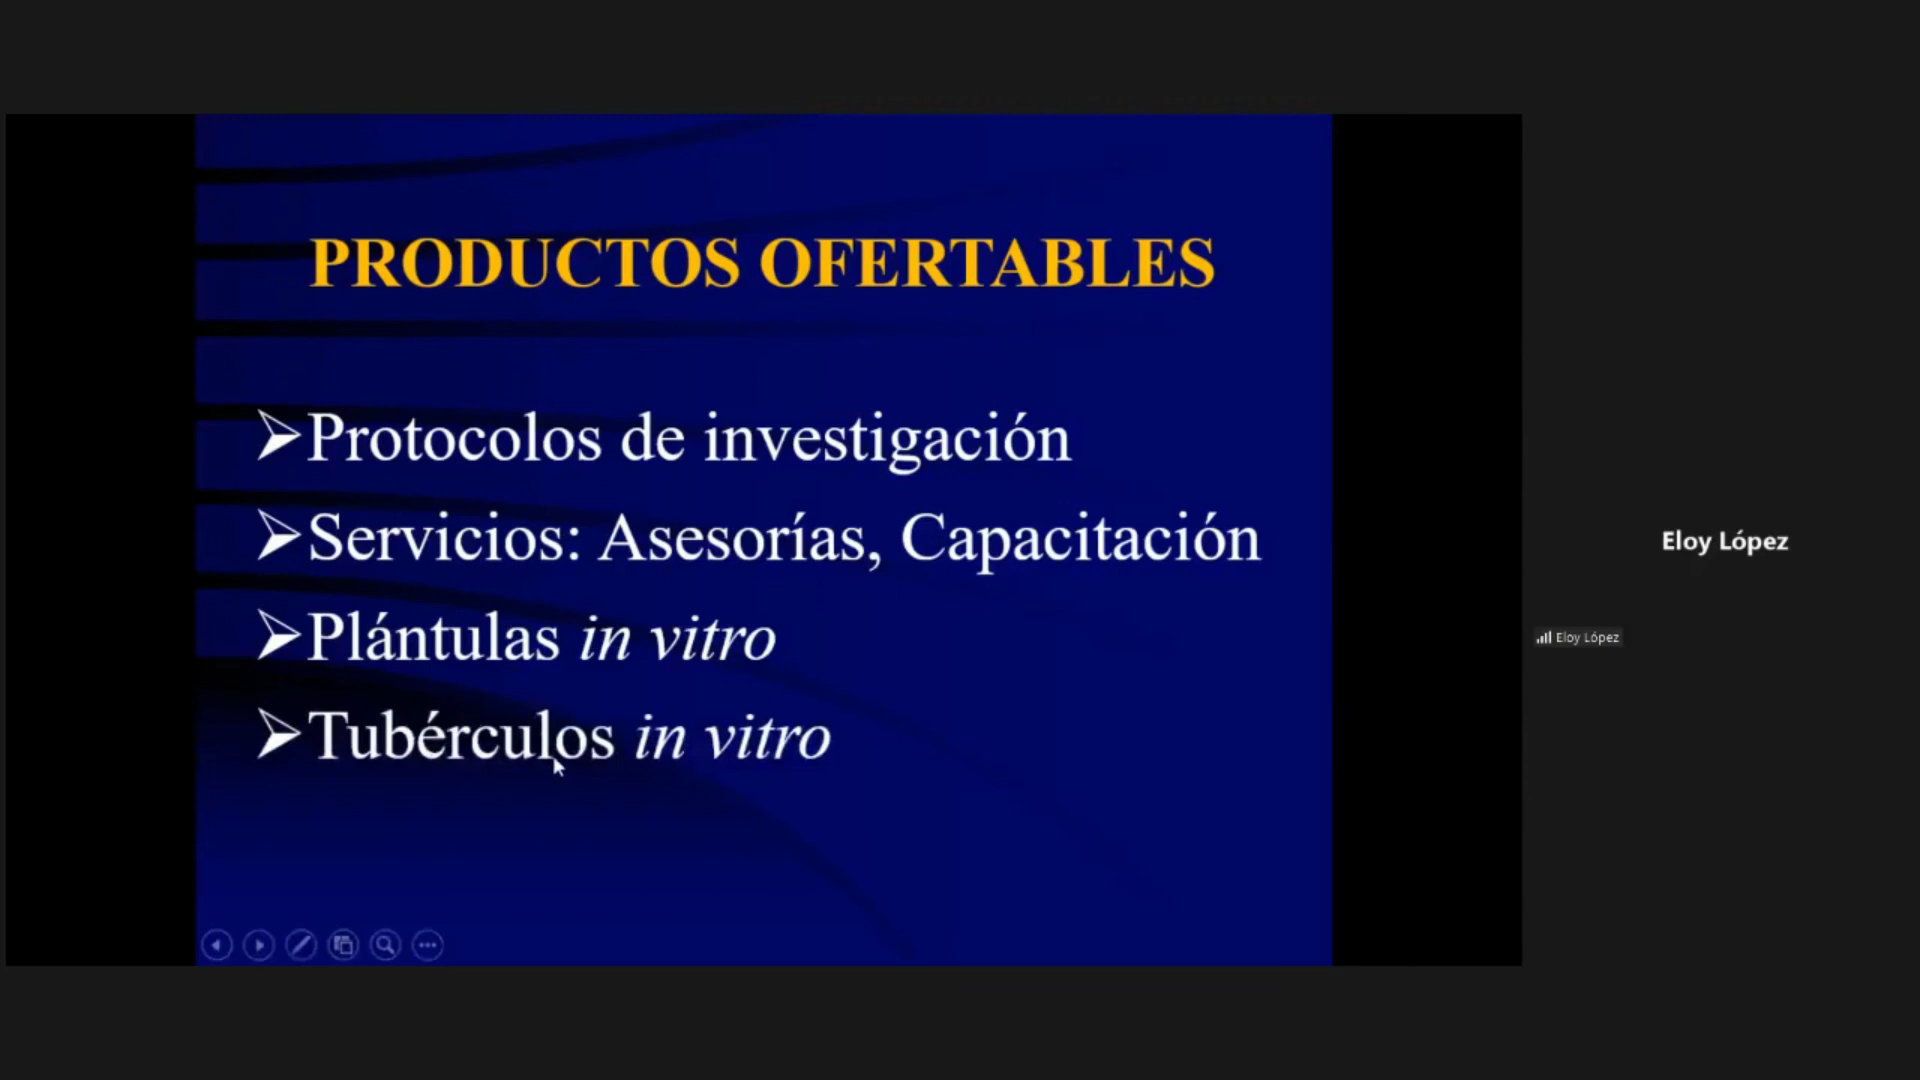 PRODUCTOS OFERTABLES
➢Protocolos de investigación
➢Servicios: Asesorías, Capacitación
➢Plántulas in vitro
➢Tubérculos in vitro
Eloy López
Eloy López